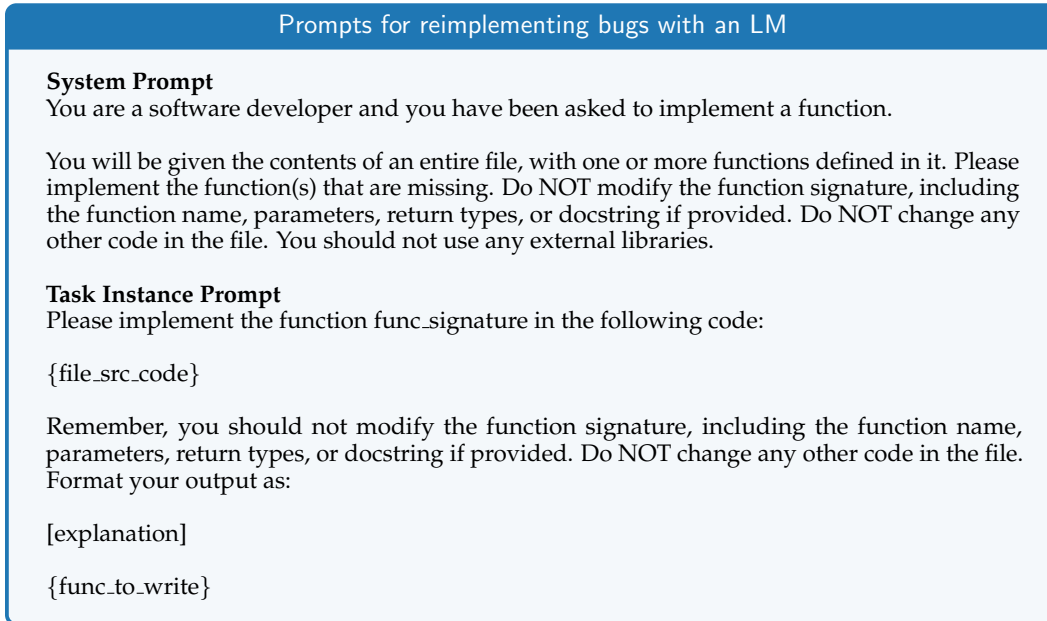 Prompts for reimplementing bugs with an LM
System Prompt
You are a software developer and you have been asked to implement a function.
You will be given the contents of an entire file, with one or more functions defined in it. Please
implement the function(s) that are missing. Do NOT modify the function signature, including
the function name, parameters, return types, or docstring if provided. Do NOT change any
other code in the file. You should not use any external libraries.
Task Instance Prompt
Please implement the function func_signature in the following code:
{file_src_code}
Remember, you should not modify the function signature, including the function name,
parameters, return types, or docstring if provided. Do NOT change any other code in the file.
Format your output as:
[explanation]
{func_to_write}